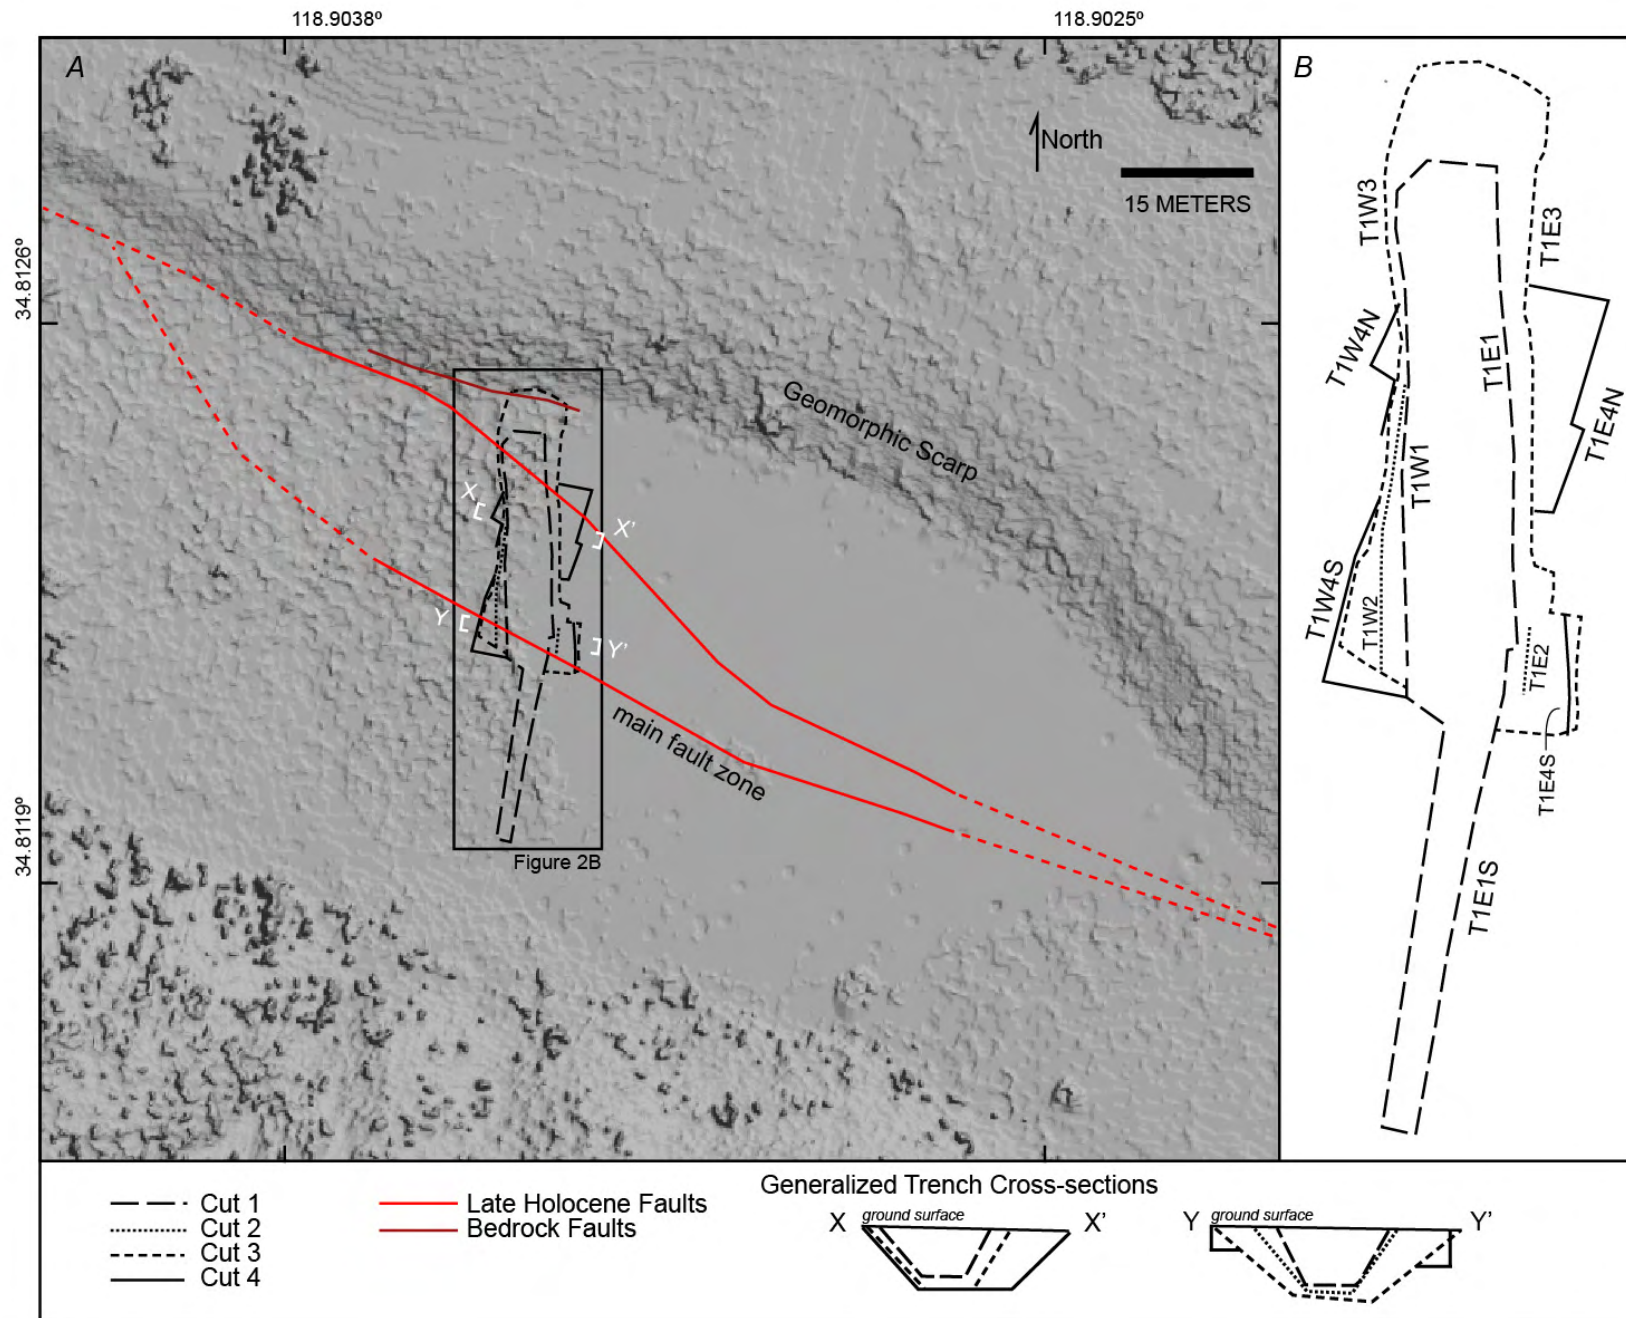 118.9038º
118.9025º
A
B
North
15 METERS
34.8126º
Geomorphic Scarp
X
X'
Y
Y'
main fault zone
Figure 2B
34.8119º
T1W3
T1E3
T1W4N
T1E1
T1E4N
T1W1
T1W4S
T1W2
T1E2
T1E4S
T1E1S
Cut 1
Cut 2
Cut 3
Cut 4
Late Holocene Faults
Bedrock Faults
Generalized Trench Cross-sections
X ground surface X'
Y ground surface Y'